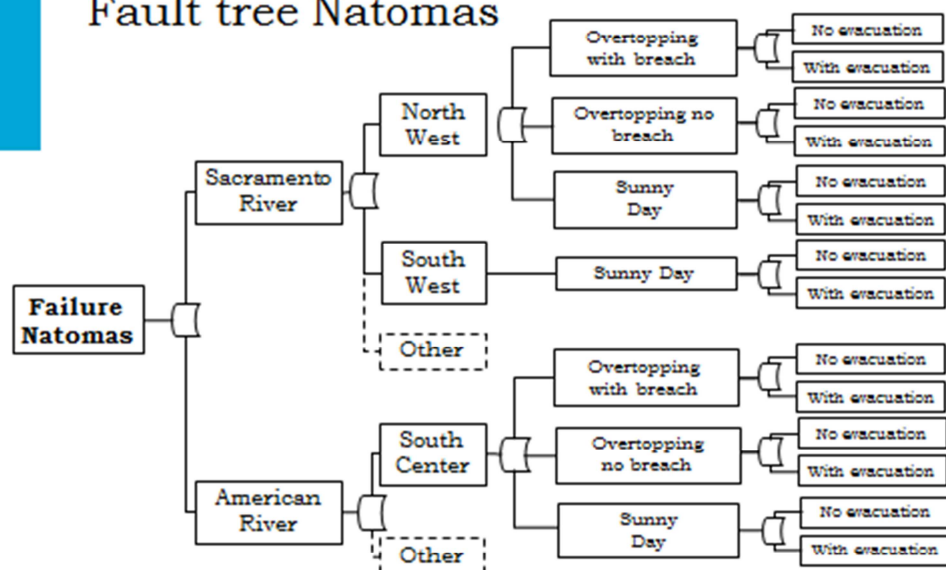 Fault tree Natomas
Failure
Natomas
Sacramento
River
American
River
North
West
South
West
Other
South
Center
Other
Overtopping
with breach
Overtopping no
breach
Sunny
Day
Sunny Day
Overtopping
with breach
Overtopping
no breach
Sunny
Day
No evacuation
With evacuation
No evacuation
With evacuation
No evacuation
With evacuation
No evacuation
With evacuation
No evacuation
With evacuation
No evacuation
With evacuation
No evacuation
With evacuation